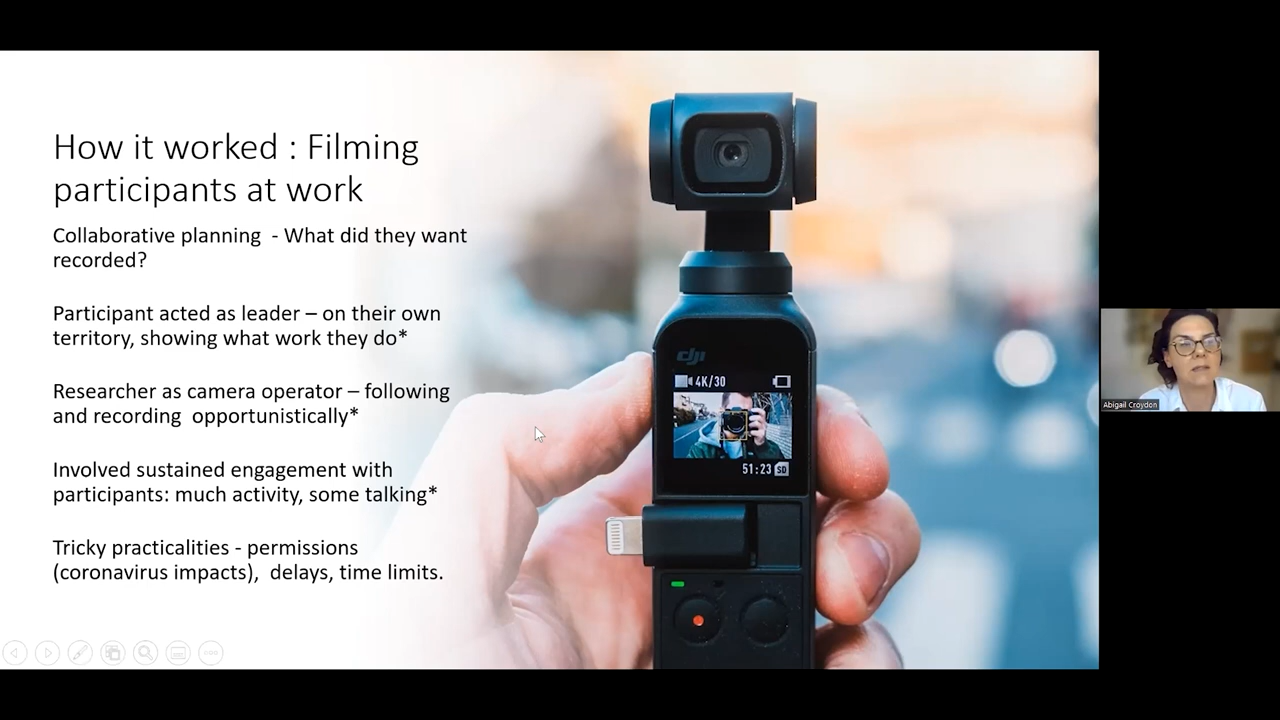 How it worked : Filming
participants at work
Collaborative planning - What did they want
recorded?
Participant acted as leader – on their own
territory, showing what work they do*
Researcher as camera operator – following
and recording opportunistically*
Involved sustained engagement with
participants: much activity, some talking*
Tricky practicalities - permissions
(coronavirus impacts), delays, time limits.
dji
4K/30
51:23 SD
Abigail Croydon